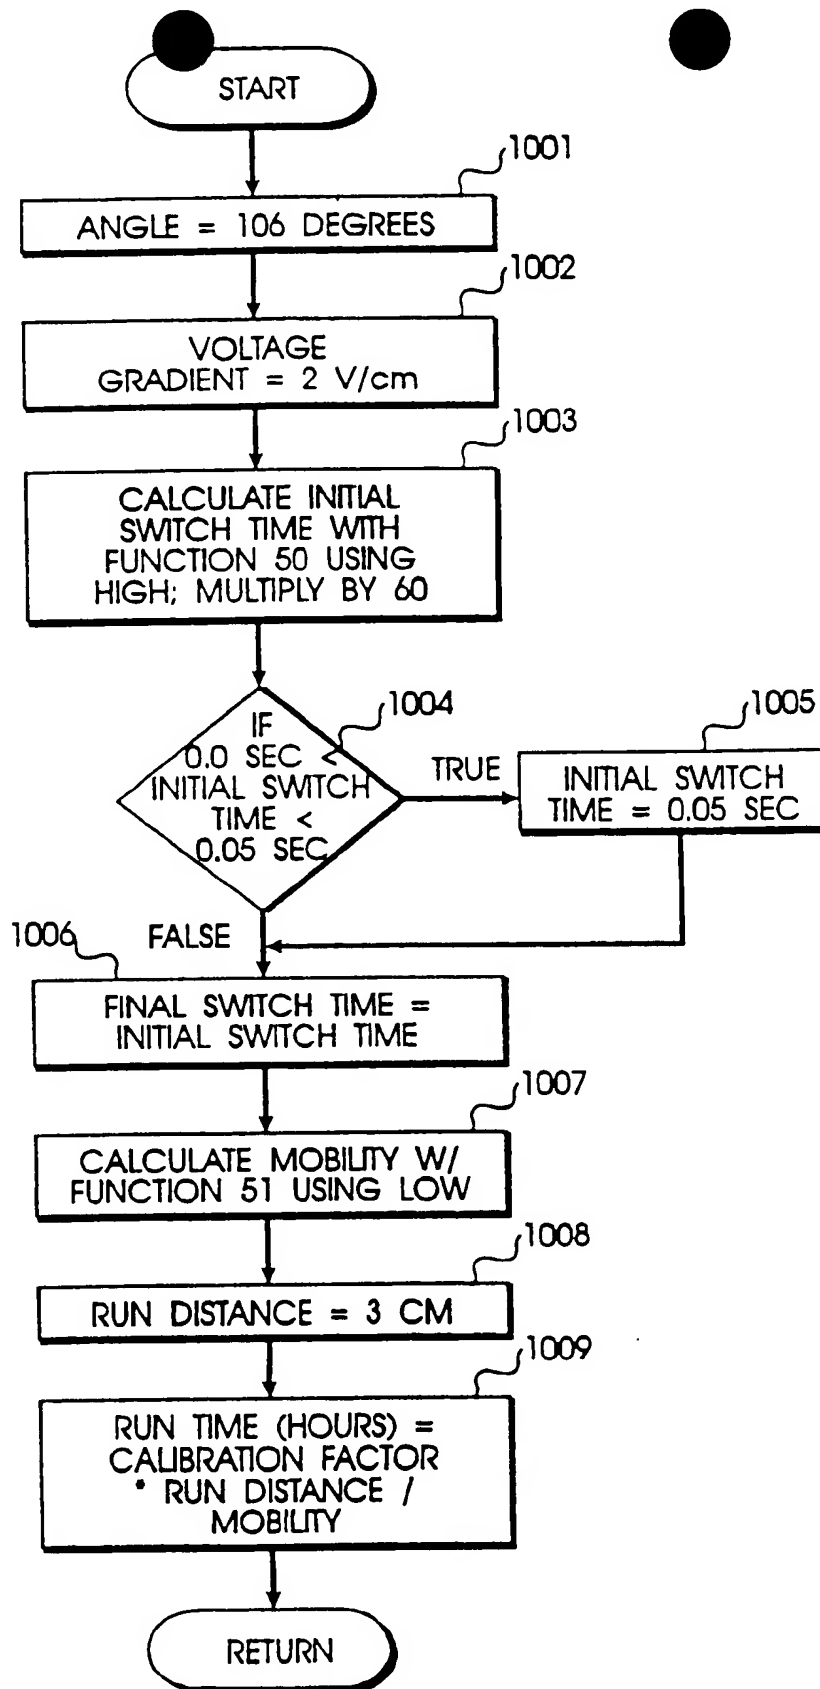 START
1001
ANGLE = 106 DEGREES
1002
VOLTAGE
GRADIENT = 2 V/cm
1003
CALCULATE INITIAL
SWITCH TIME WITH
FUNCTION 50 USING
HIGH; MULTIPLY BY 60
1004
IF
0.0 SEC <
INITIAL SWITCH
TIME <
0.05 SEC
TRUE
1005
INITIAL SWITCH
TIME = 0.05 SEC
FALSE
1006
FINAL SWITCH TIME =
INITIAL SWITCH TIME
1007
CALCULATE MOBILITY W/
FUNCTION 51 USING LOW
1008
RUN DISTANCE = 3 CM
1009
RUN TIME (HOURS) =
CALIBRATION FACTOR
* RUN DISTANCE /
MOBILITY
RETURN